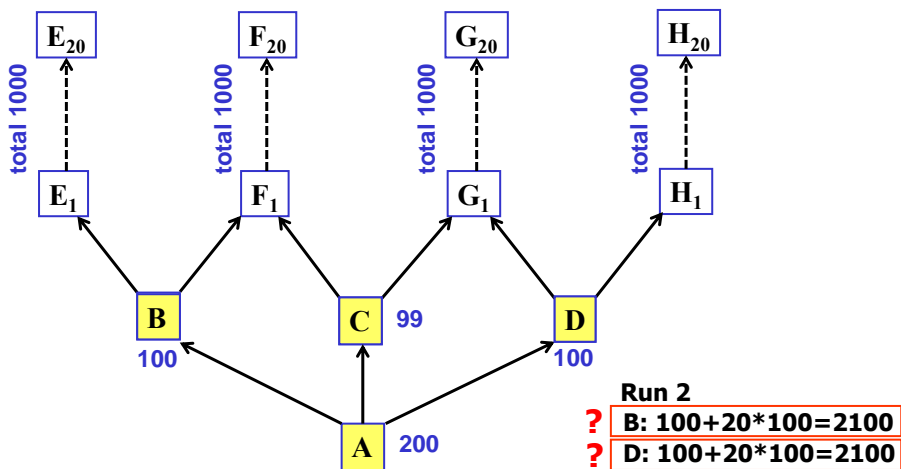 E20 F20 G20 H20
total 1000 total 1000 total 1000 total 1000
E1 F1 G1 H1
B C 99 D
100 100
Run 2
? B: 100+20*100=2100
A 200
? D: 100+20*100=2100